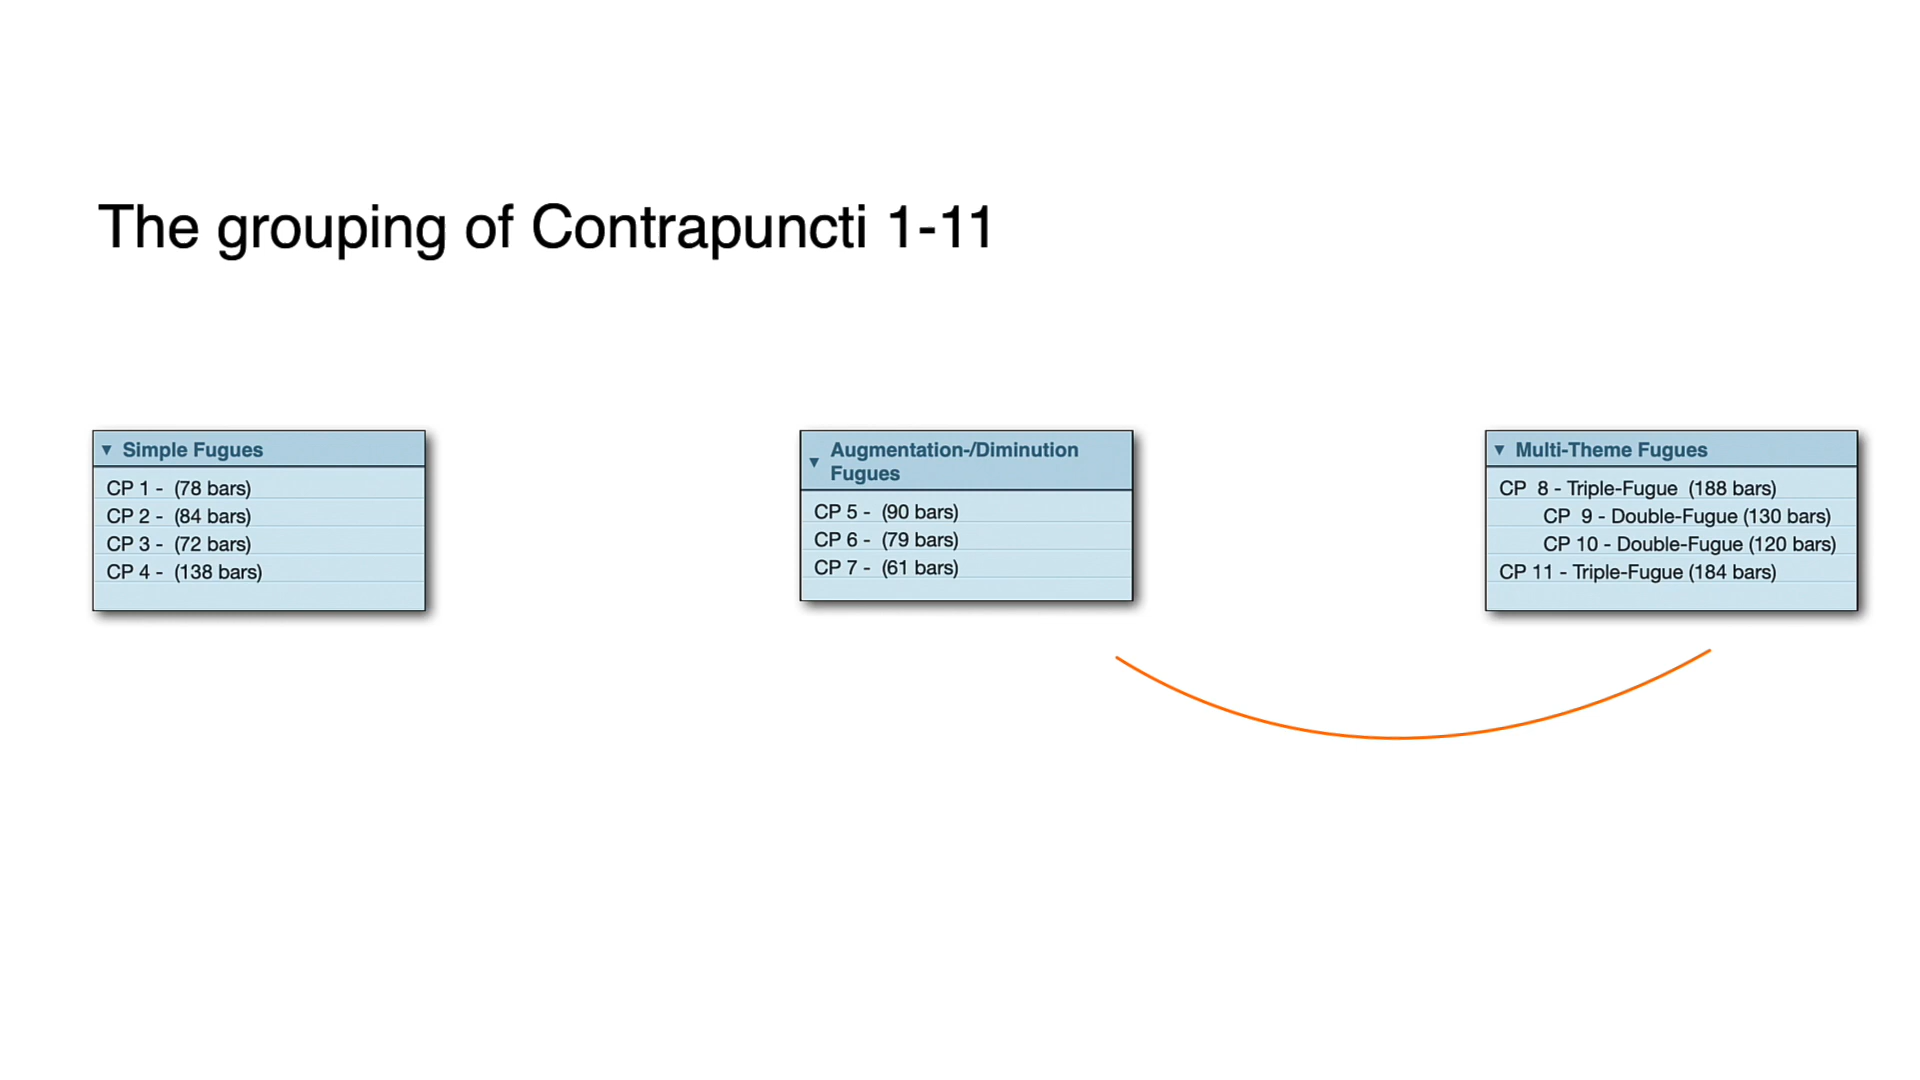 The grouping of Contrapuncti 1-11
▼ Simple Fugues
CP 1 - (78 bars)
CP 2 - (84 bars)
CP 3 - (72 bars)
CP 4 - (138 bars)
▼ Augmentation-/Diminution
Fugues
CP 5 - (90 bars)
CP 6 - (79 bars)
CP 7 - (61 bars)
▼ Multi-Theme Fugues
CP 8 - Triple-Fugue (188 bars)
CP 9 - Double-Fugue (130 bars)
CP 10 - Double-Fugue (120 bars)
CP 11 - Triple-Fugue (184 bars)